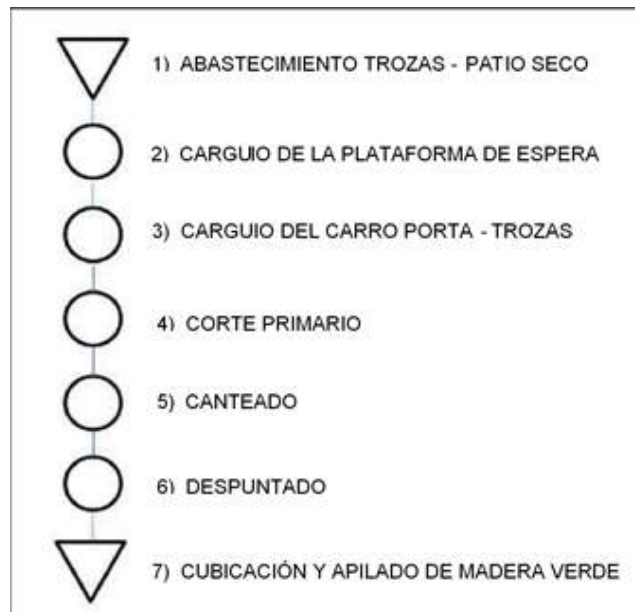 1) ABASTECIMIENTO TROZAS - PATIO SECO
2) CARGUIO DE LA PLATAFORMA DE ESPERA
3) CARGUIO DEL CARRO PORTA - TROZAS
4) CORTE PRIMARIO
5) CANTEADO
6) DESPUNTADO
7) CUBICACIÓN Y APILADO DE MADERA VERDE